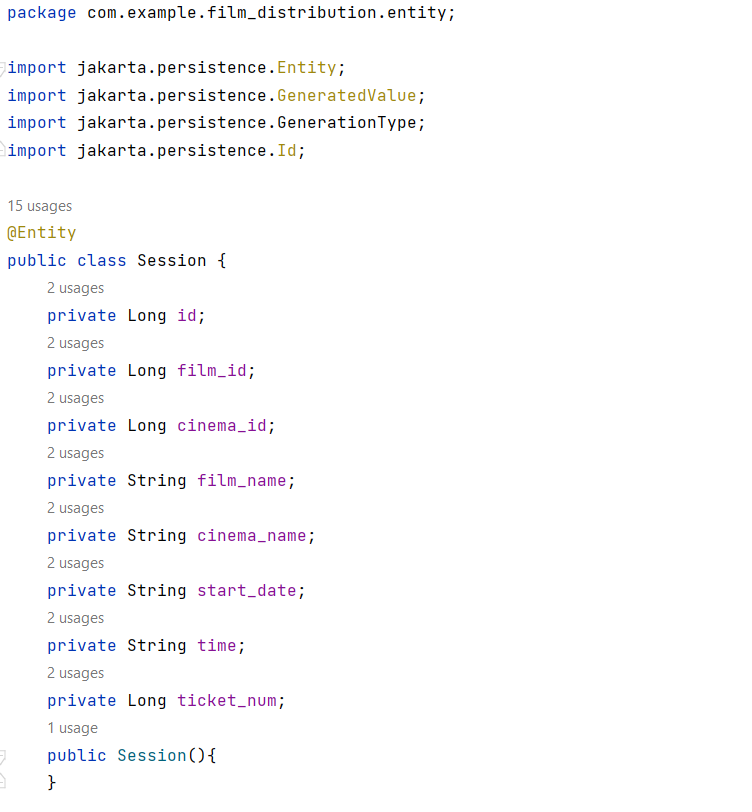 package com.example.film_distribution.entity;
import jakarta.persistence.Entity;
import jakarta.persistence.GeneratedValue;
import jakarta.persistence.GenerationType;
import jakarta.persistence.Id;
15 usages
@Entity
public class Session {
2 usages
private Long id;
2 usages
private Long film_id;
2 usages
private Long cinema_id;
2 usages
private String film_name;
2 usages
private String cinema_name;
2 usages
private String start_date;
2 usages
private String time;
2 usages
private Long ticket_num;
1 usage
public Session(){
}